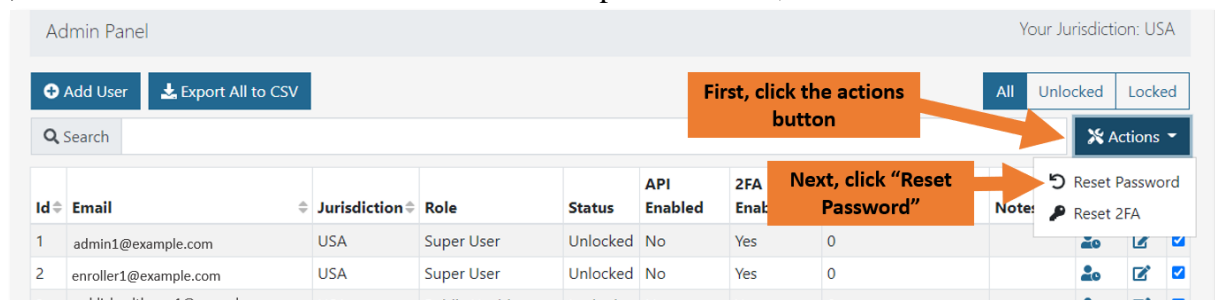 Admin Panel
Your Jurisdiction: USA
Add User
Export All to CSV
First, click the actions
button
All
Unlocked
Locked
Search
Actions
Next, click “Reset
Password”
Reset Password
Reset 2FA
Id Email Jurisdiction Role Status API
Enabled 2FA
Notes
1 admin1@example.com USA Super User Unlocked No Yes 0
2 enroller1@example.com USA Super User Unlocked No Yes 0